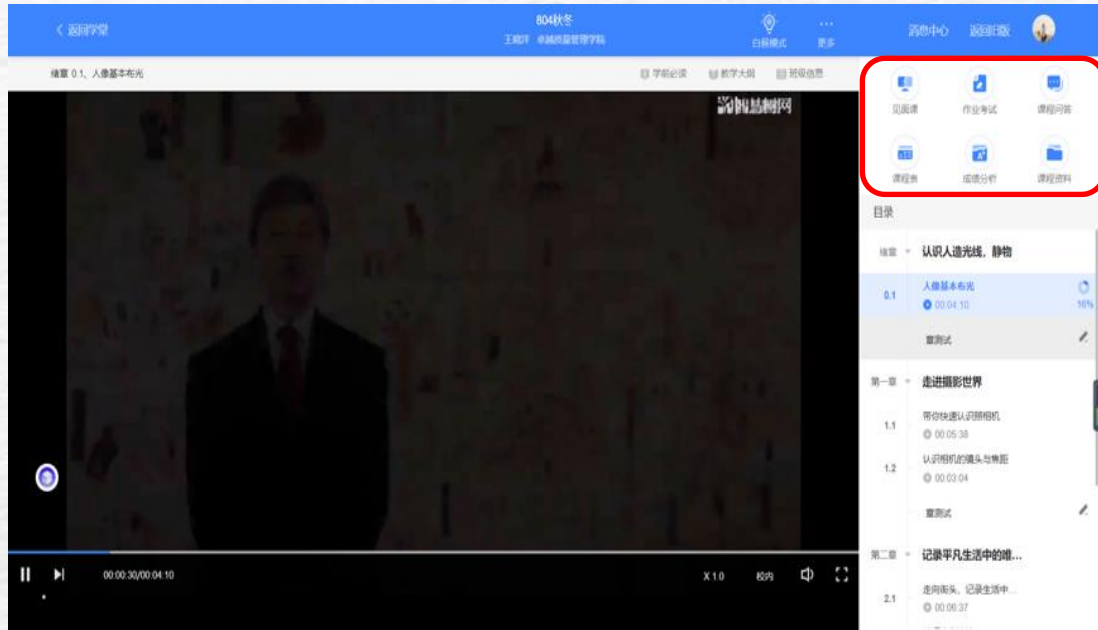 返回学堂
804秋冬
王晓洋 卓越质量管理学院
白昼模式
更多
消息中心
返回旧版
绪章 0.1、人像基本布光
学前必读
教学大纲
班级信息
智慧树网
见面课
作业考试
课程问答
课程表
成绩分析
课程资料
目录
绪章 认识人造光线，静物
0.1 人像基本布光
00:04:10
16%
章测试
第一章 走进摄影世界
1.1 带你快速认识照相机
00:05:38
1.2 认识相机的镜头与焦距
00:03:04
章测试
第二章 记录平凡生活中的唯...
2.1 走向街头，记录生活中...
00:06:37
00:00:30/00:04:10
X 1.0
校内